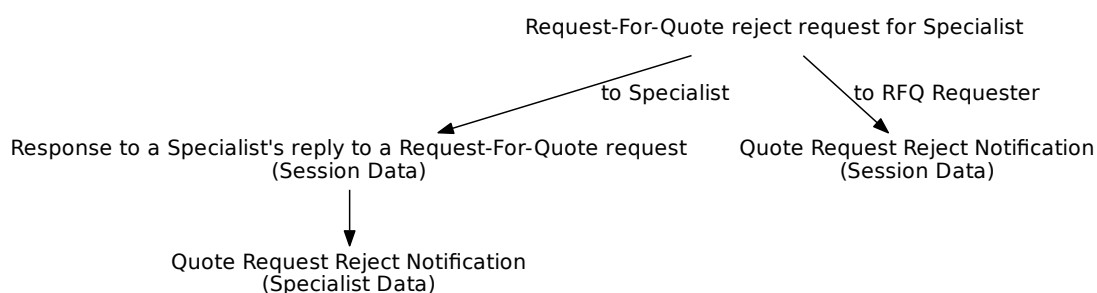 Request-For-Quote reject request for Specialist
to Specialist
to RFQ Requester
Response to a Specialist's reply to a Request-For-Quote request
(Session Data)
Quote Request Reject Notification
(Session Data)
Quote Request Reject Notification
(Specialist Data)